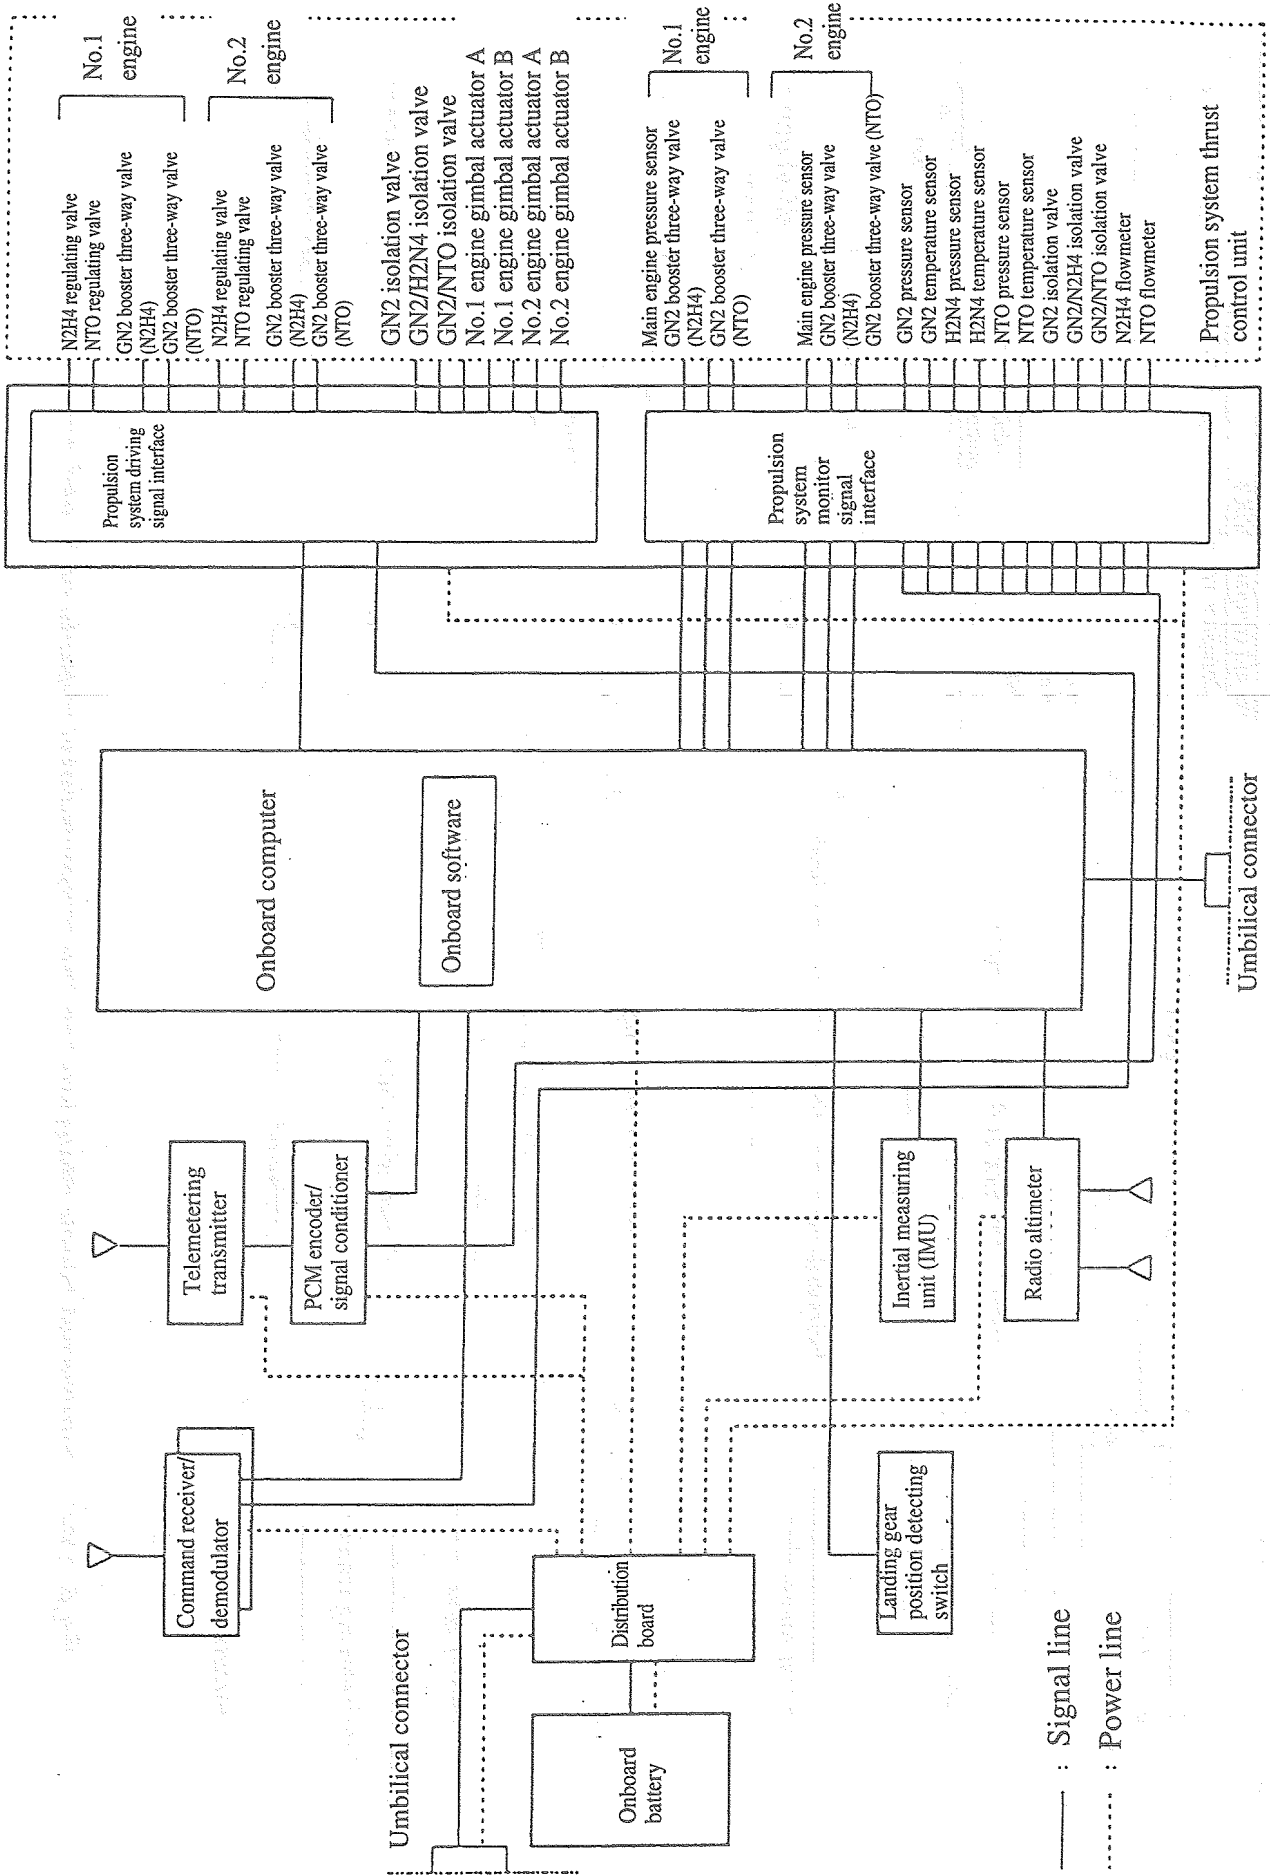 Umbilical connector
Onboard
battery
Distribution
board
Command receiver/
demodulator
Telemetering
transmitter
PCM encoder/
signal conditioner
Landing gear
position detecting
switch
Inertial measuring
unit (IMU)
Radio altimeter
Onboard computer
Onboard software
Umbilical connector
Propulsion
system driving
signal interface
Propulsion
system
monitor
signal
interface
N2H4 regulating valve
NTO regulating valve
GN2 booster three-way valve
(N2H4)
GN2 booster three-way valve
(NTO)
No.1
engine
N2H4 regulating valve
NTO regulating valve
GN2 booster three-way valve
(N2H4)
GN2 booster three-way valve
(NTO)
No.2
engine
GN2 isolation valve
GN2/H2N4 isolation valve
GN2/NTO isolation valve
No.1 engine gimbal actuator A
No.1 engine gimbal actuator B
No.2 engine gimbal actuator A
No.2 engine gimbal actuator B
Main engine pressure sensor
GN2 booster three-way valve
(N2H4)
GN2 booster three-way valve
(NTO)
No.1
engine
Main engine pressure sensor
GN2 booster three-way valve
(N2H4)
GN2 booster three-way valve (NTO)
No.2
engine
GN2 pressure sensor
GN2 temperature sensor
H2N4 pressure sensor
H2N4 temperature sensor
NTO pressure sensor
NTO temperature sensor
GN2 isolation valve
GN2/N2H4 isolation valve
GN2/NTO isolation valve
N2H4 flowmeter
NTO flowmeter
Propulsion system thrust
control unit
: Signal line
: Power line